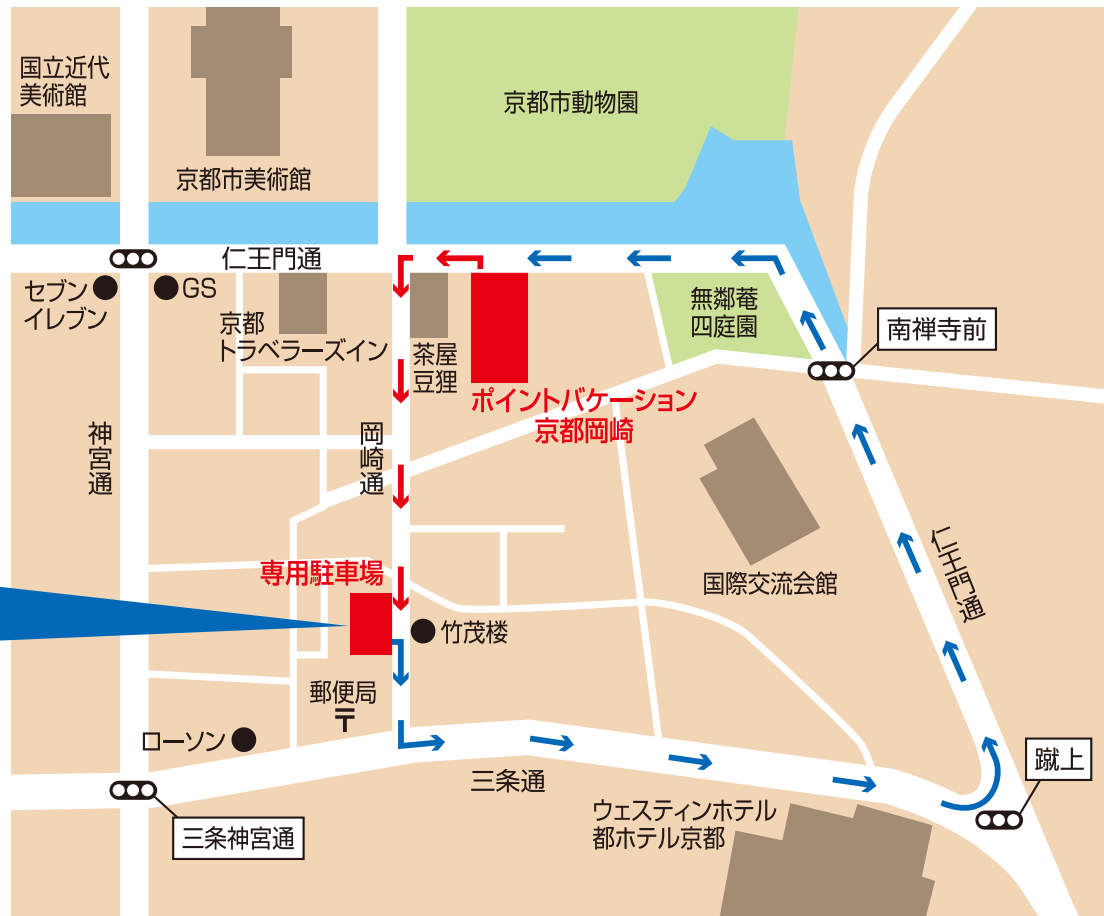 国立近代
美術館
京都市美術館
京都市動物園
仁王門通
セブン
イレブン
GS
京都
トラベラーズイン
茶屋
豆狸
無鄰菴
四庭園
南禅寺前
ポイントバケーション
京都岡崎
神宮通
岡崎通
仁王門通
国際交流会館
専用駐車場
竹茂楼
郵便局
〒
ローソン
三条通
蹴上
三条神宮通
ウェスティンホテル
都ホテル京都